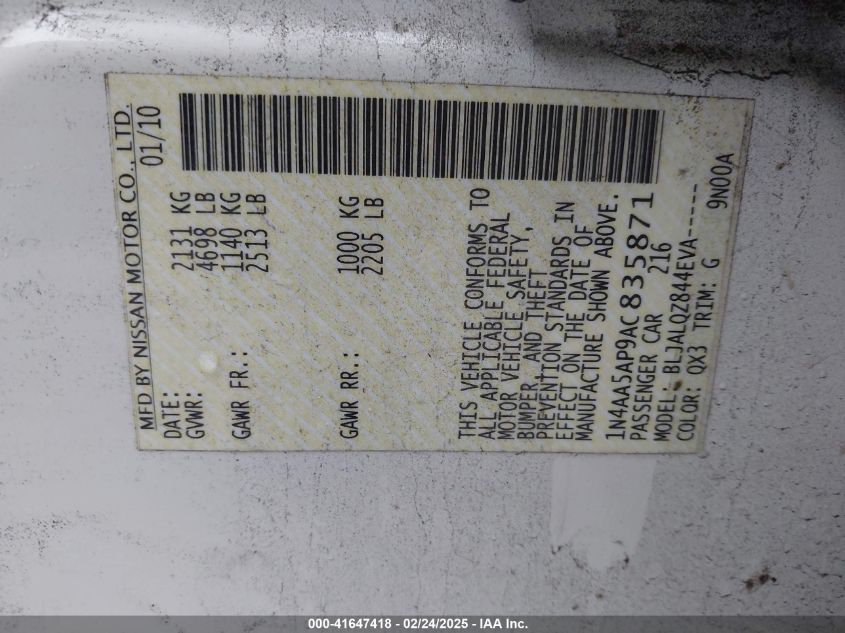 MFD BY NISSAN MOTOR CO., LTD.
DATE: 01/10
GVWR: 2131 KG
4698 LB
GAWR FR.: 1140 KG
2513 LB
GAWR RR.: 1000 KG
2205 LB
THIS VEHICLE CONFORMS TO
ALL APPLICABLE FEDERAL
MOTOR VEHICLE SAFETY,
BUMPER, AND THEFT
PREVENTION STANDARDS IN
EFFECT ON THE DATE OF
MANUFACTURE SHOWN ABOVE.
1N4AA5AP9AC835871
PASSENGER CAR 216
MODEL: BLJALQZ844EVA-----
COLOR: QX3 TRIM: G 9N00A
000-41647418 - 02/24/2025 - IAA Inc.